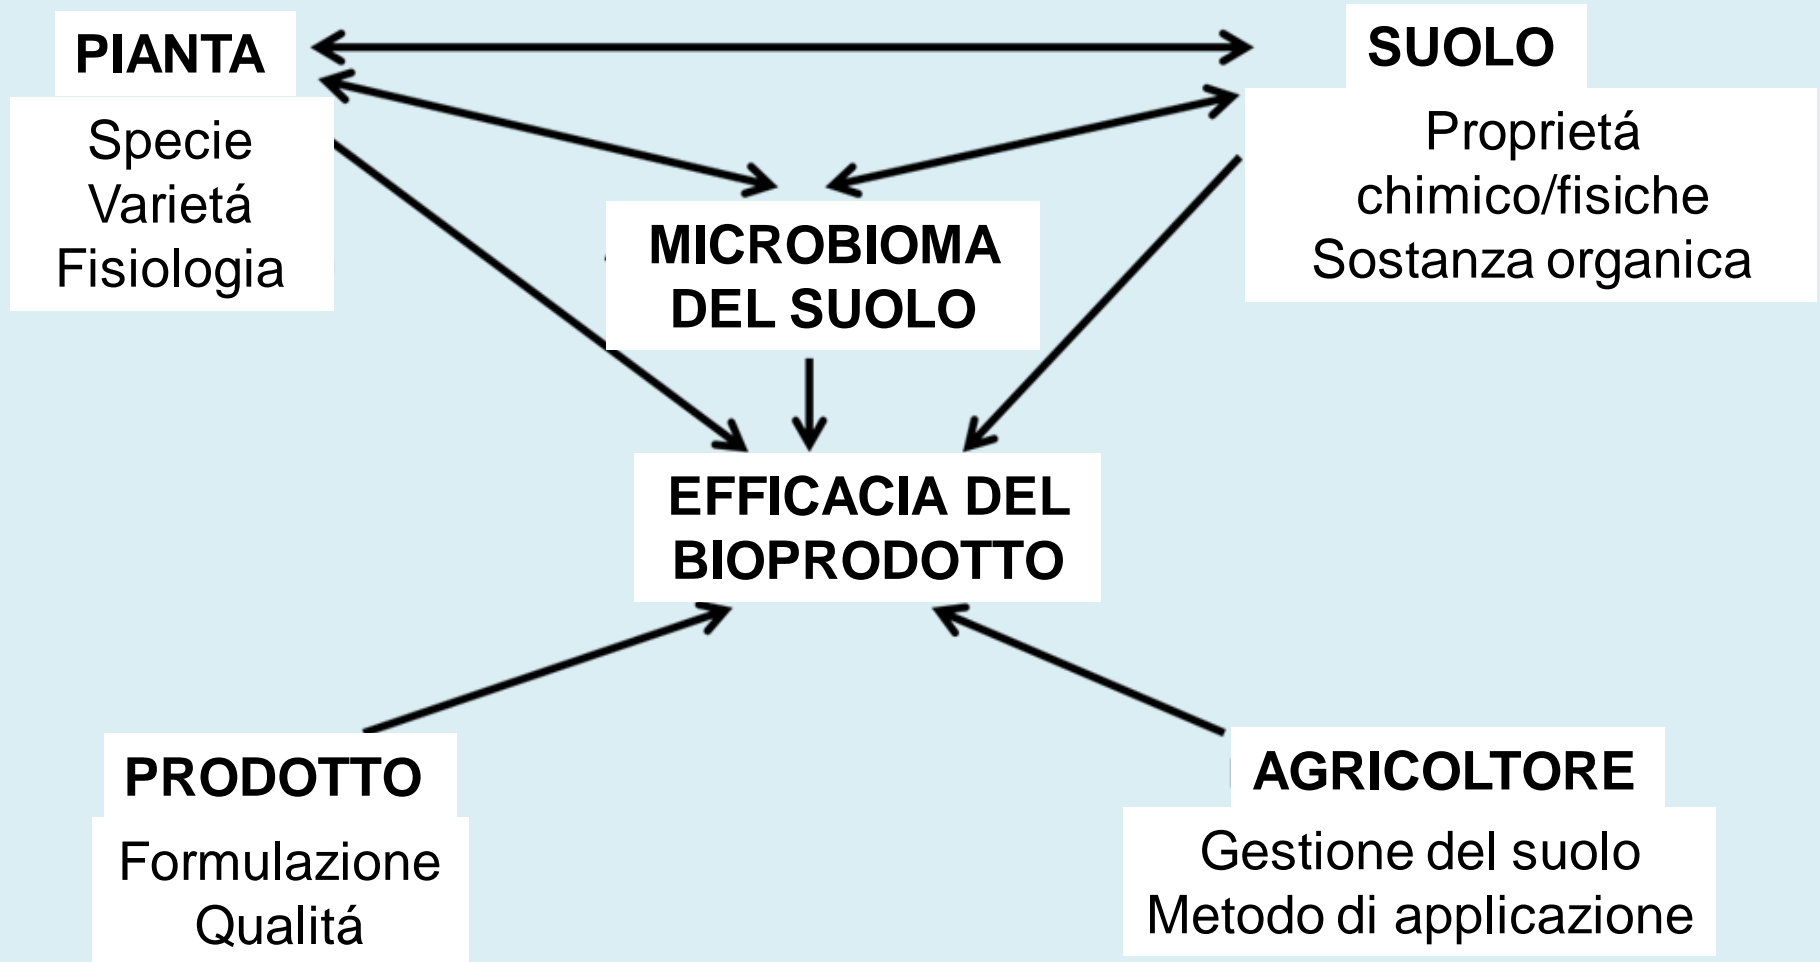 PIANTA
Specie
Varietá
Fisiologia
SUOLO
Proprietá
chimico/fisiche
Sostanza organica
MICROBIOMA
DEL SUOLO
EFFICACIA DEL
BIOPRODOTTO
PRODOTTO
Formulazione
Qualitá
AGRICOLTORE
Gestione del suolo
Metodo di applicazione